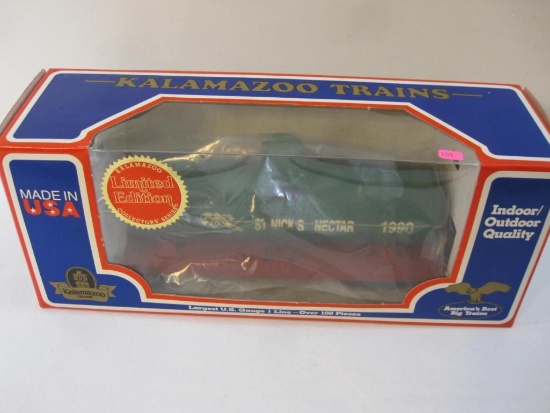 KALAMAZOO TRAINS
MADE IN
USA
KALAMAZOO
Limited
Edition
COLLECTORS SERIES
ST NICK'S NECTAR 1990
Indoor/
Outdoor
Quality
Kalamazoo
America's Best
Big Trains
Largest U.S. Gauge 1 Line - Over 100 Pieces